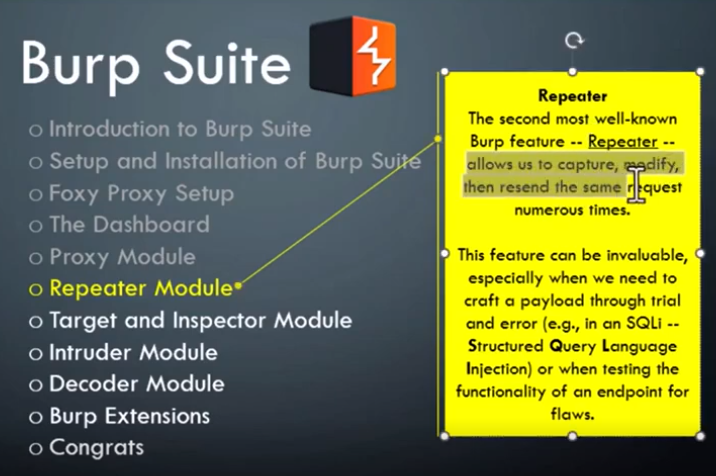 Burp Suite
o Introduction to Burp Suite
o Setup and Installation of Burp Suite
o Foxy Proxy Setup
o The Dashboard
o Proxy Module
o Repeater Module
o Target and Inspector Module
o Intruder Module
o Decoder Module
o Burp Extensions
o Congrats
Repeater
The second most well-known
Burp feature -- Repeater --
allows us to capture, modify,
then resend the same request
numerous times.
This feature can be invaluable,
especially when we need to
craft a payload through trial
and error (e.g., in an SQLi --
Structured Query Language
Injection) or when testing the
functionality of an endpoint for
flaws.